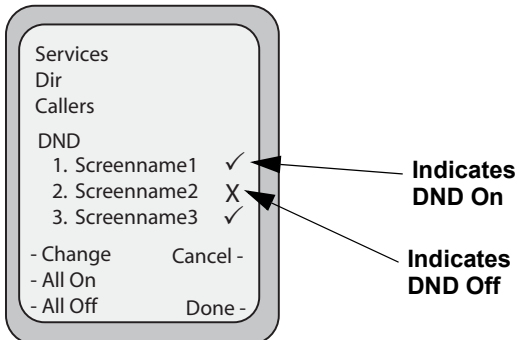 Services
Dir
Callers
DND
1. Screenname1 ✓
2. Screenname2 X
3. Screenname3 ✓
- Change Cancel -
- All On
- All Off Done -
Indicates
DND On
Indicates
DND Off